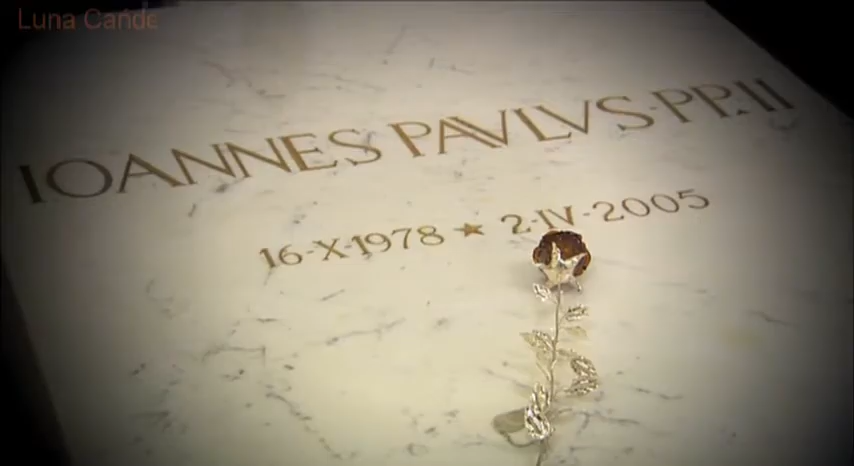 Luna Cande
IOANNES PAVLVS·PP·II
16-X-1978 ★ 2-IV-2005